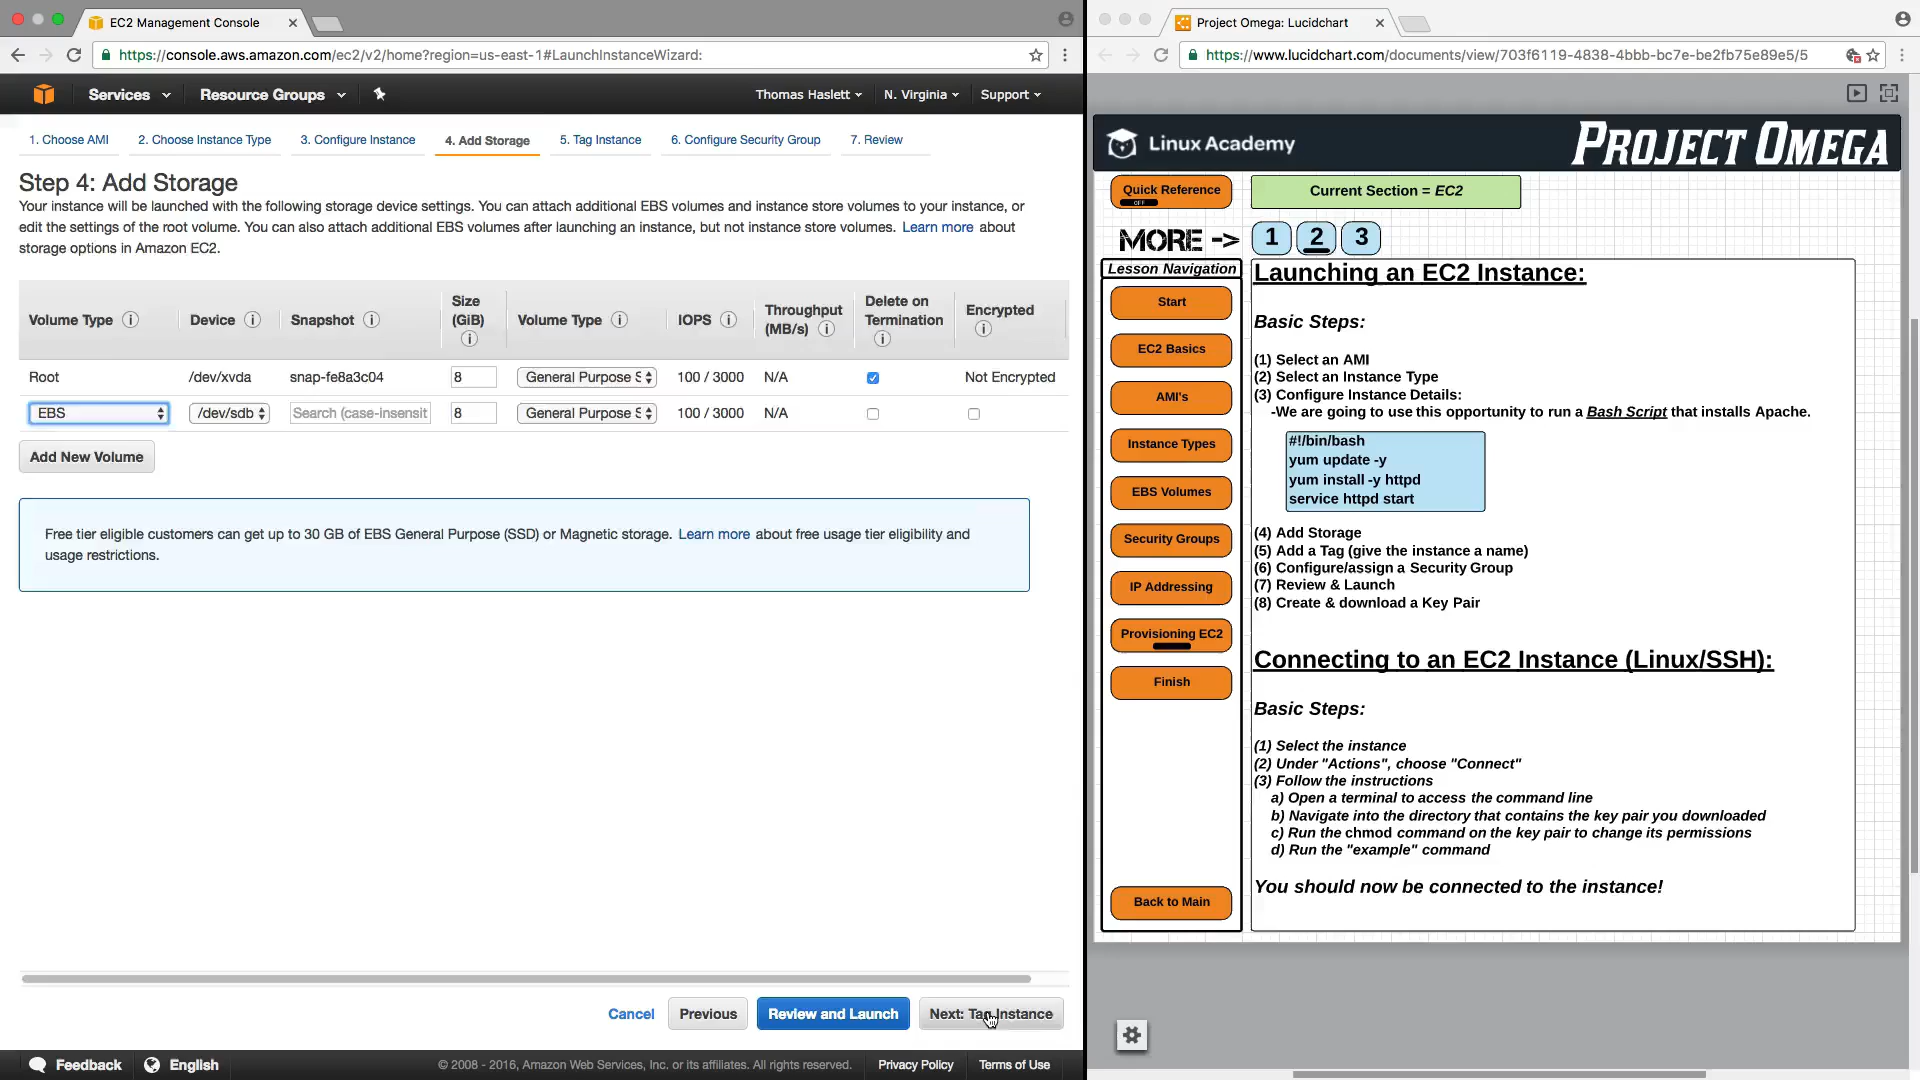 EC2 Management Console
https://console.aws.amazon.com/ec2/v2/home?region=us-east-1#LaunchInstanceWizard:
Services
Resource Groups
Thomas Haslett
N. Virginia
Support
1. Choose AMI
2. Choose Instance Type
3. Configure Instance
4. Add Storage
5. Tag Instance
6. Configure Security Group
7. Review
Step 4: Add Storage
Your instance will be launched with the following storage device settings. You can attach additional EBS volumes and instance store volumes to your instance, or
edit the settings of the root volume. You can also attach additional EBS volumes after launching an instance, but not instance store volumes. Learn more about
storage options in Amazon EC2.
Volume Type
Device
Snapshot
Size
(GiB)
Volume Type
IOPS
Throughput
(MB/s)
Delete on
Termination
Encrypted
Root
/dev/xvda
snap-fe8a3c04
8
General Purpose S
100 / 3000
N/A
Not Encrypted
EBS
/dev/sdb
Search (case-insensit
8
General Purpose S
100 / 3000
N/A
Add New Volume
Free tier eligible customers can get up to 30 GB of EBS General Purpose (SSD) or Magnetic storage. Learn more about free usage tier eligibility and
usage restrictions.
Cancel
Previous
Review and Launch
Next: Tag Instance
Feedback
English
© 2008 - 2016, Amazon Web Services, Inc. or its affiliates. All rights reserved.
Privacy Policy
Terms of Use
Project Omega: Lucidchart
https://www.lucidchart.com/documents/view/703f6119-4838-4bbb-bc7e-be2fb75e89e5/5
Linux Academy
PROJECT OMEGA
Quick Reference
OFF
Current Section = EC2
MORE ->
1
2
3
Lesson Navigation
Start
EC2 Basics
AMI's
Instance Types
EBS Volumes
Security Groups
IP Addressing
Provisioning EC2
Finish
Back to Main
Launching an EC2 Instance:
Basic Steps:
(1) Select an AMI
(2) Select an Instance Type
(3) Configure Instance Details:
-We are going to use this opportunity to run a Bash Script that installs Apache.
#!/bin/bash
yum update -y
yum install -y httpd
service httpd start
(4) Add Storage
(5) Add a Tag (give the instance a name)
(6) Configure/assign a Security Group
(7) Review & Launch
(8) Create & download a Key Pair
Connecting to an EC2 Instance (Linux/SSH):
Basic Steps:
(1) Select the instance
(2) Under "Actions", choose "Connect"
(3) Follow the instructions
a) Open a terminal to access the command line
b) Navigate into the directory that contains the key pair you downloaded
c) Run the chmod command on the key pair to change its permissions
d) Run the "example" command
You should now be connected to the instance!